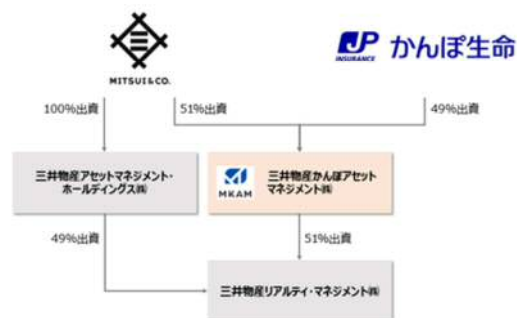 MITSUI&CO.
JP
INSURANCE
かんぽ生命
100%出資
51%出資
49%出資
三井物産アセットマネジメント・
ホールディングス㈱
MKAM
三井物産かんぽアセット
マネジメント㈱
49%出資
51%出資
三井物産リアルティ・マネジメント㈱